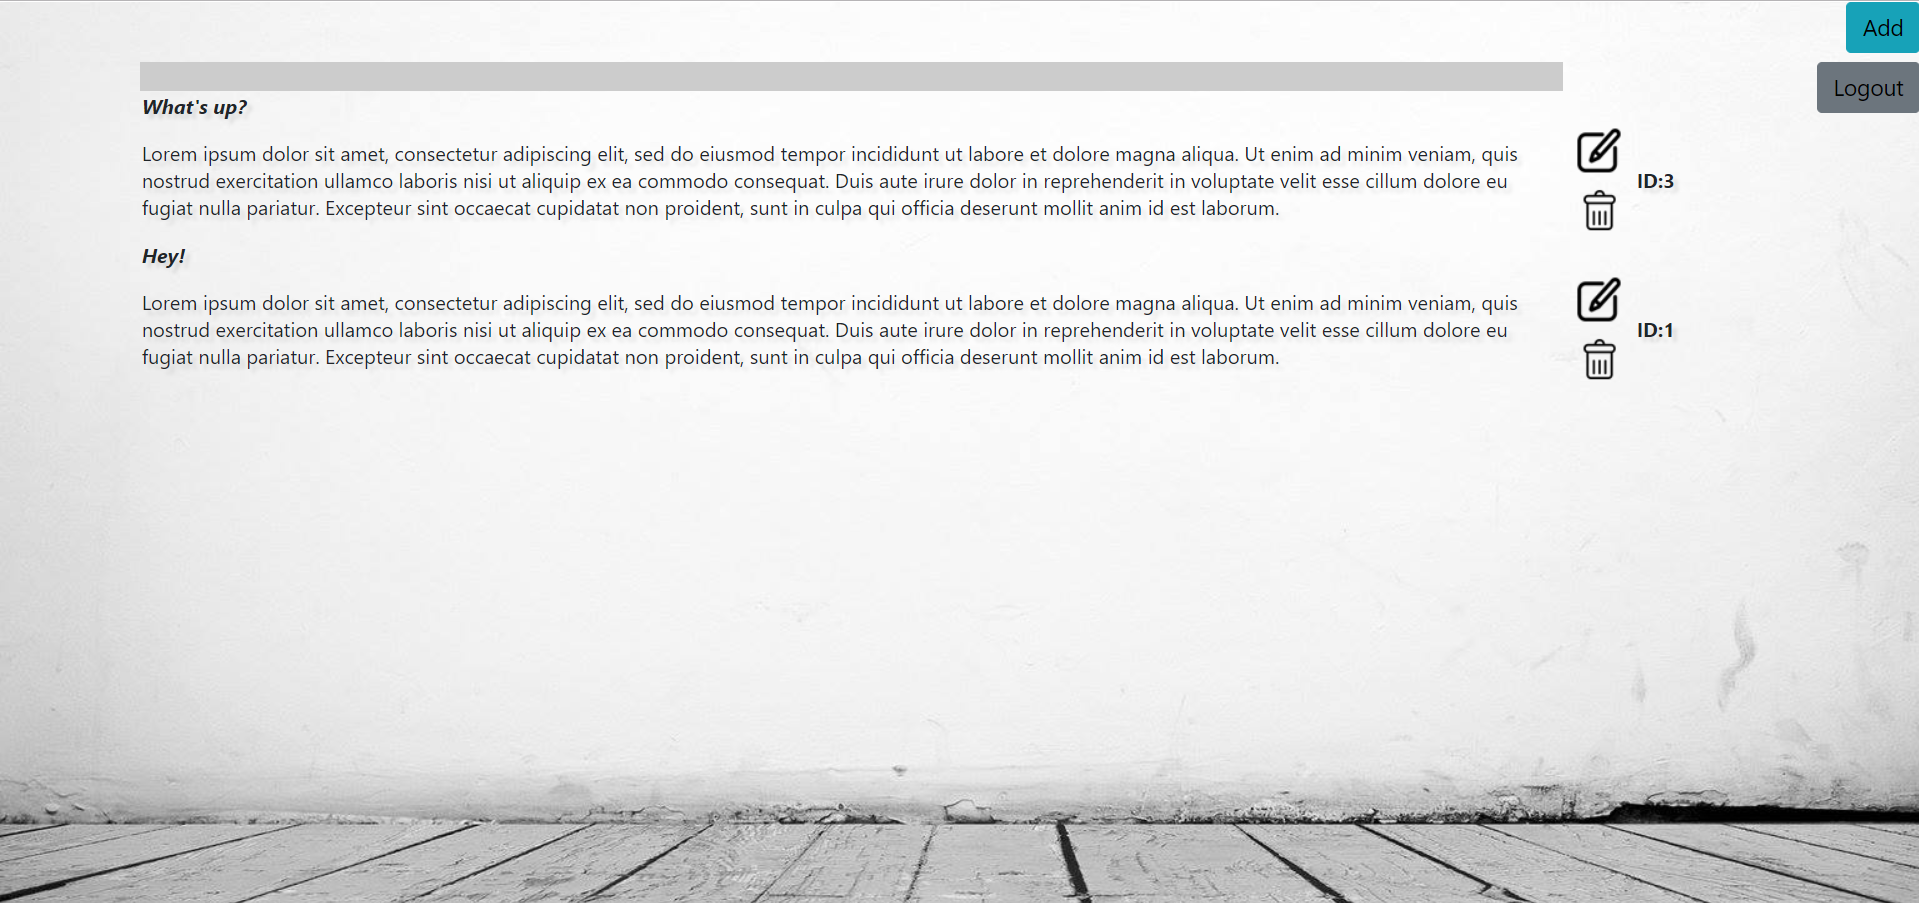 Add
Logout
What's up?
Lorem ipsum dolor sit amet, consectetur adipiscing elit, sed do eiusmod tempor incididunt ut labore et dolore magna aliqua. Ut enim ad minim veniam, quis
nostrud exercitation ullamco laboris nisi ut aliquip ex ea commodo consequat. Duis aute irure dolor in reprehenderit in voluptate velit esse cillum dolore eu
fugiat nulla pariatur. Excepteur sint occaecat cupidatat non proident, sunt in culpa qui officia deserunt mollit anim id est laborum.
ID:3
Hey!
Lorem ipsum dolor sit amet, consectetur adipiscing elit, sed do eiusmod tempor incididunt ut labore et dolore magna aliqua. Ut enim ad minim veniam, quis
nostrud exercitation ullamco laboris nisi ut aliquip ex ea commodo consequat. Duis aute irure dolor in reprehenderit in voluptate velit esse cillum dolore eu
fugiat nulla pariatur. Excepteur sint occaecat cupidatat non proident, sunt in culpa qui officia deserunt mollit anim id est laborum.
ID:1